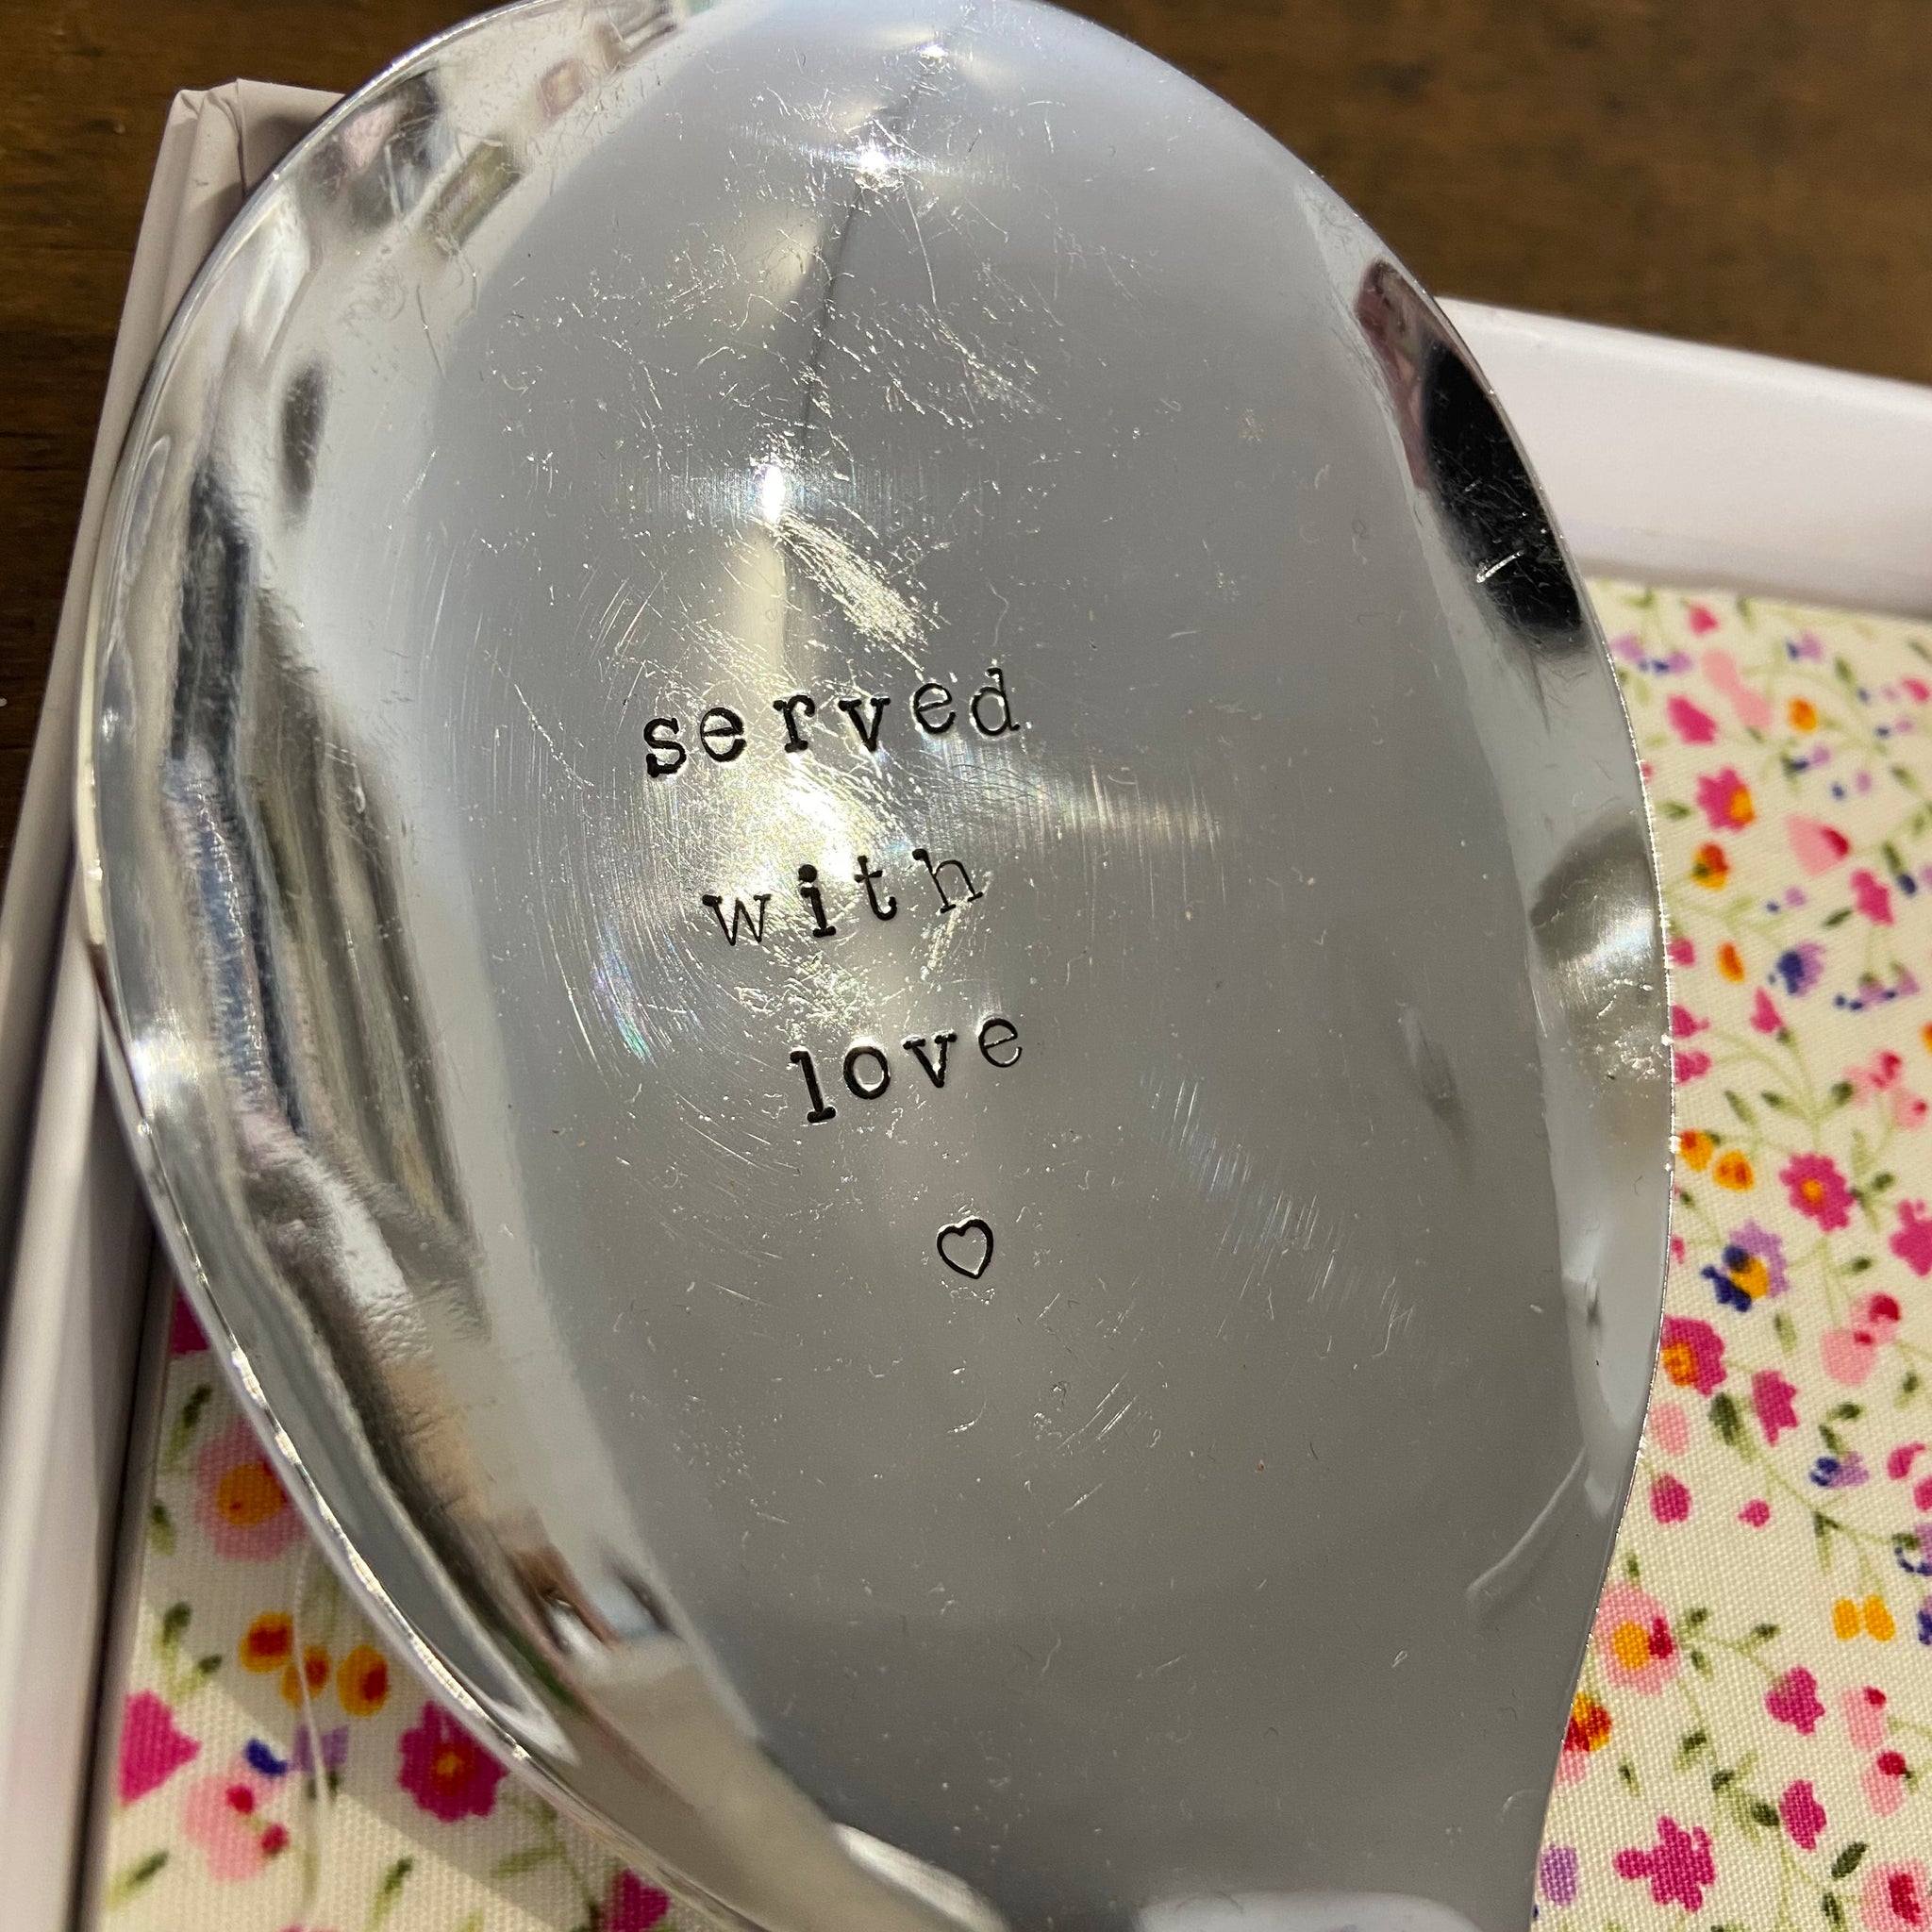 served
with
love
♡